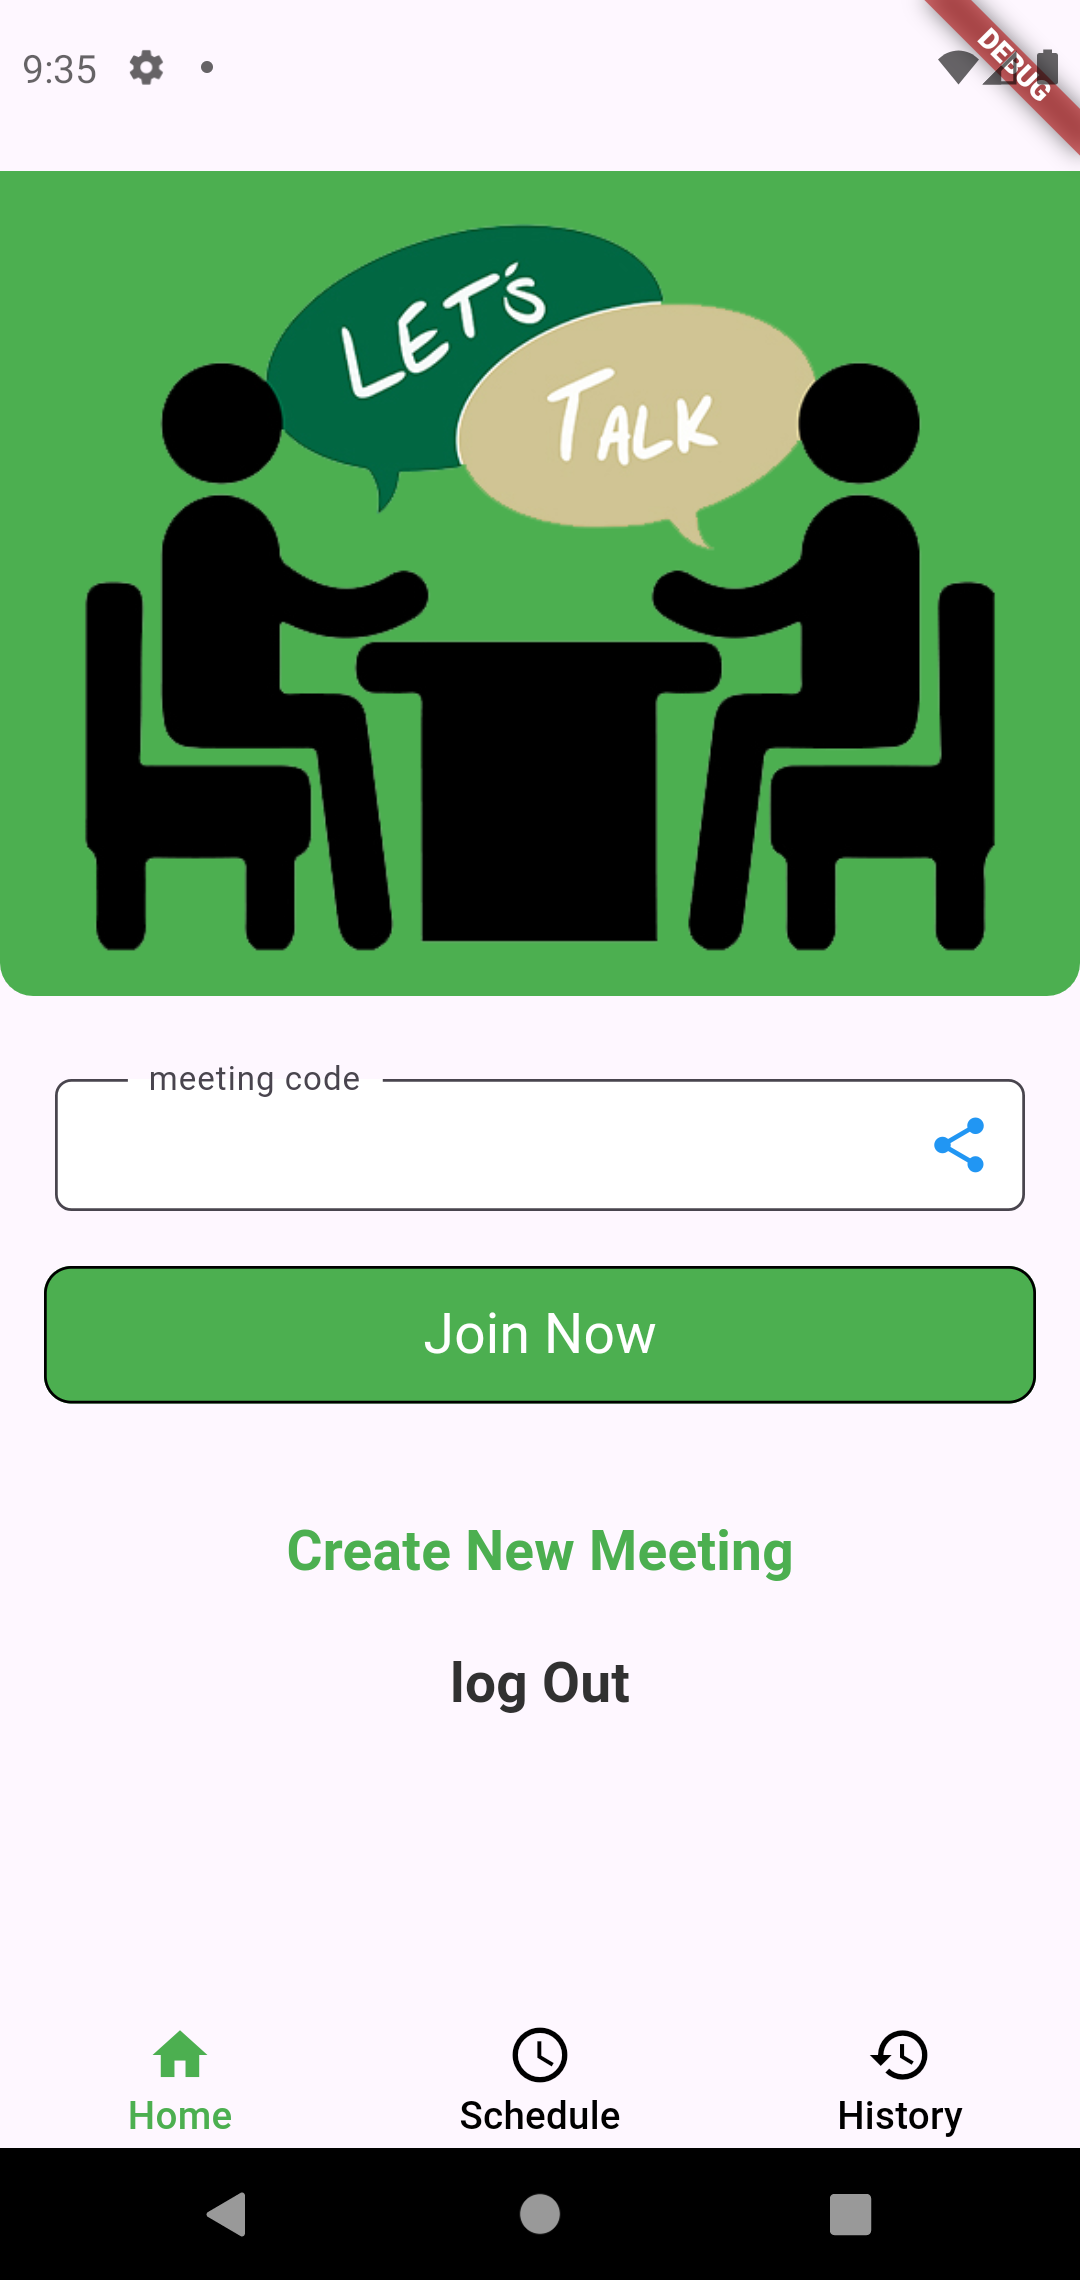 9:35
DEBUG
LET'S
TALK
meeting code
Join Now
Create New Meeting
log Out
Home
Schedule
History